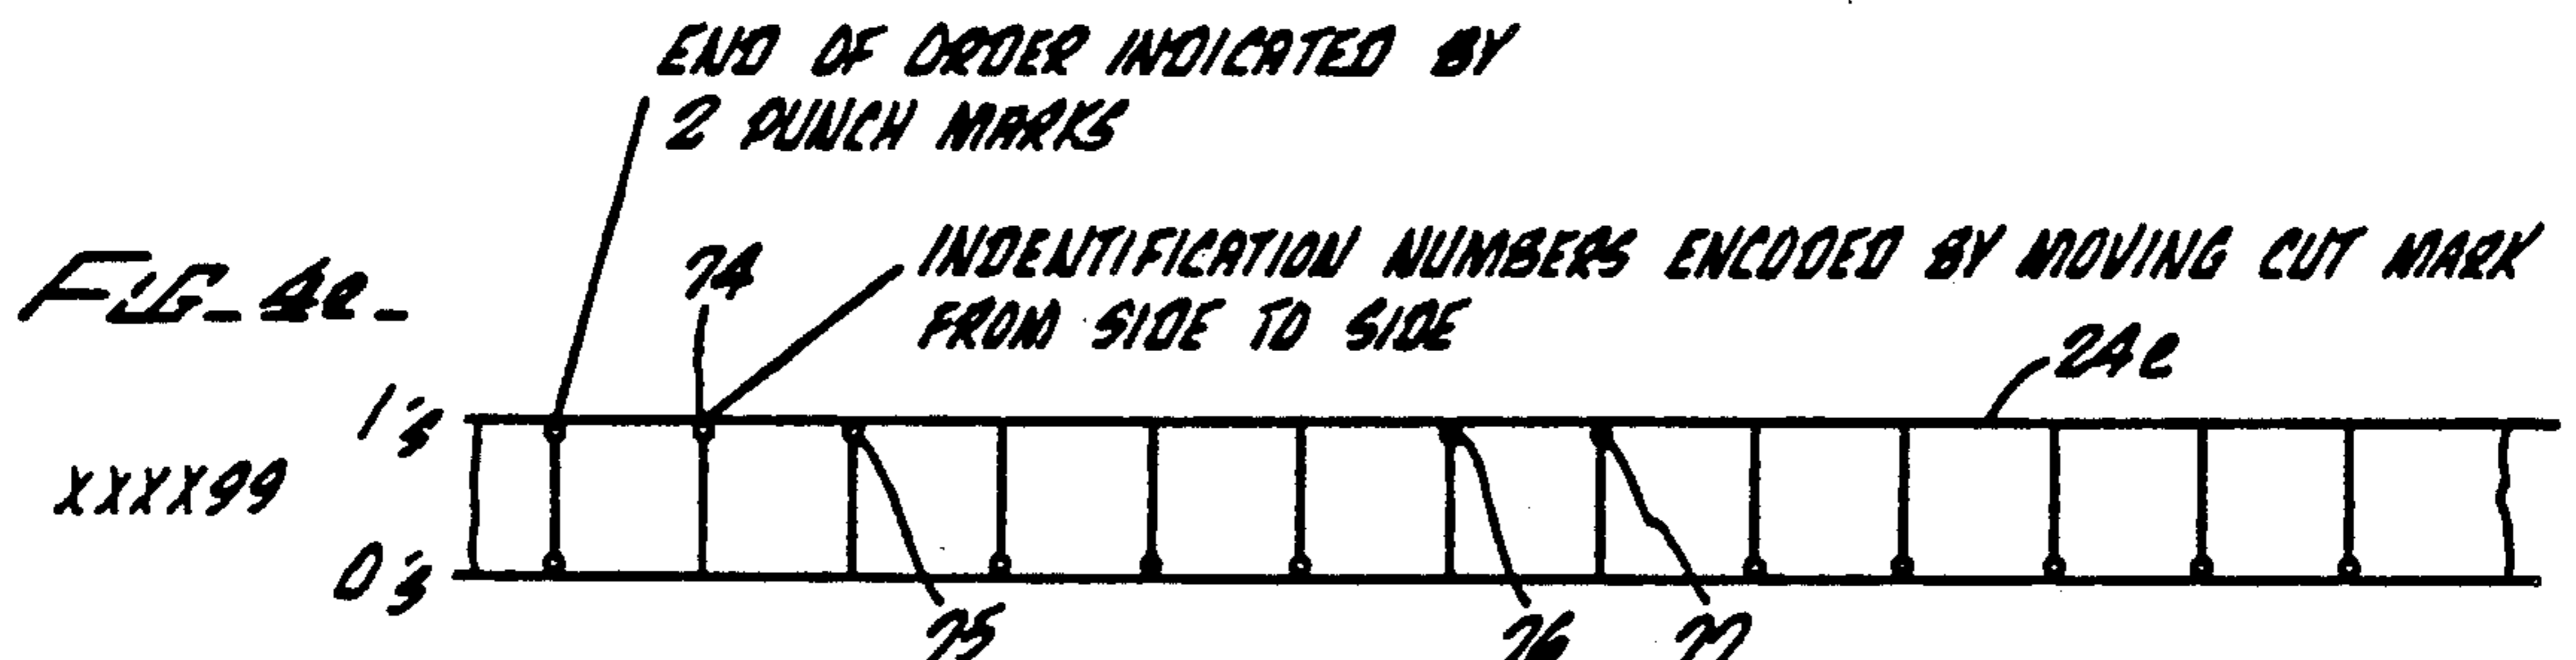 END OF ORDER INDICATED BY
2 PUNCH MARKS
FIG_4e_
74
INDENTIFICATION NUMBERS ENCODED BY MOVING CUT MARK
FROM SIDE TO SIDE
24e
1's
XXXX99
0's
75
76
77